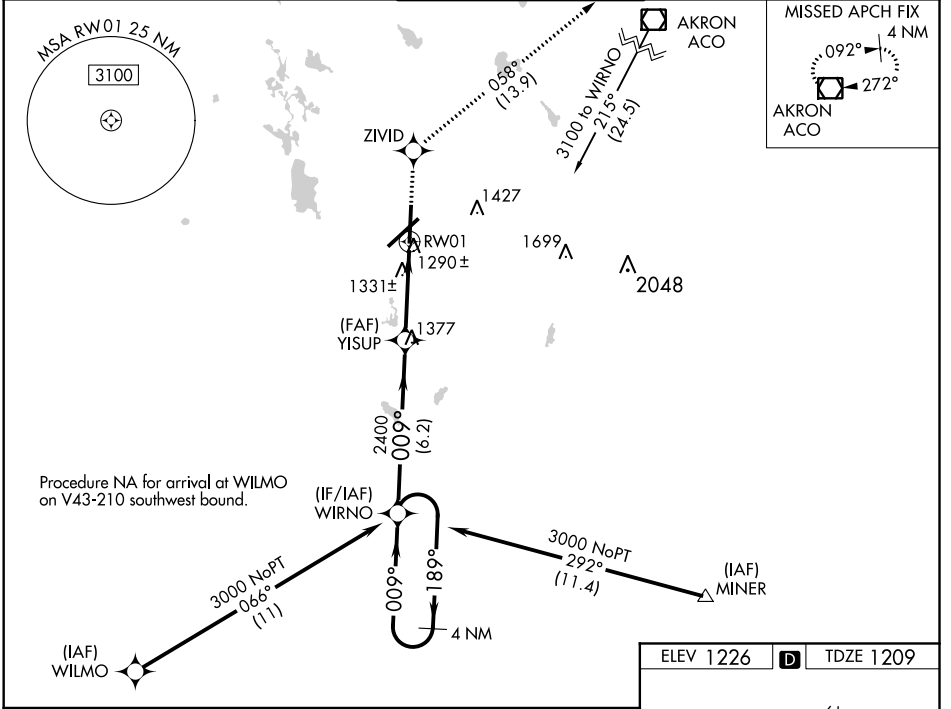 MSA RW01 25 NM
3100
AKRON
ACO
MISSED APCH FIX
4 NM
092°
272°
AKRON
ACO
058°
(13.9)
3100 to WIRNO
215°
(24.5)
ZIVID
1427
RW01
1290±
1699
1331±
2048
(FAF)
YISUP
1377
2400
009°
(6.2)
Procedure NA for arrival at WILMO
on V43-210 southwest bound.
(IF/IAF)
WIRNO
3000 NoPT
066°
(11)
009°
189°
4 NM
3000 NoPT
292°
(11.4)
(IAF)
MINER
(IAF)
WILMO
ELEV 1226
D
TDZE 1209